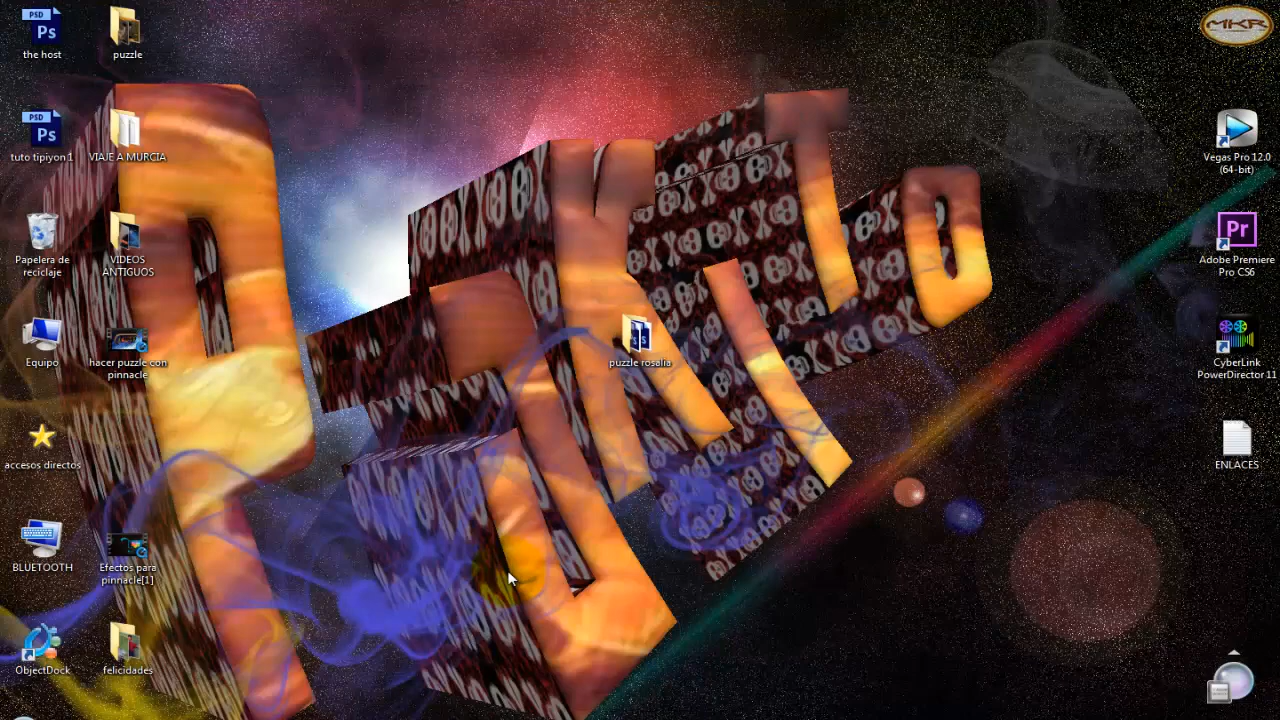 the host
puzzle
tuto tipiyon 1
VIAJE A MURCIA
Papelera de
reciclaje
VIDEOS
ANTIGUOS
Equipo
hacer puzzle con
pinnacle
accesos directos
BLUETOOTH
Efectos para
pinnacle[1]
ObjectDock
felicidades
puzzle rosalia
MKR
Vegas Pro 12.0
(64-bit)
Adobe Premiere
Pro CS6
CyberLink
PowerDirector 11
ENLACES
PSD
Ps
PSD
Ps
Pr